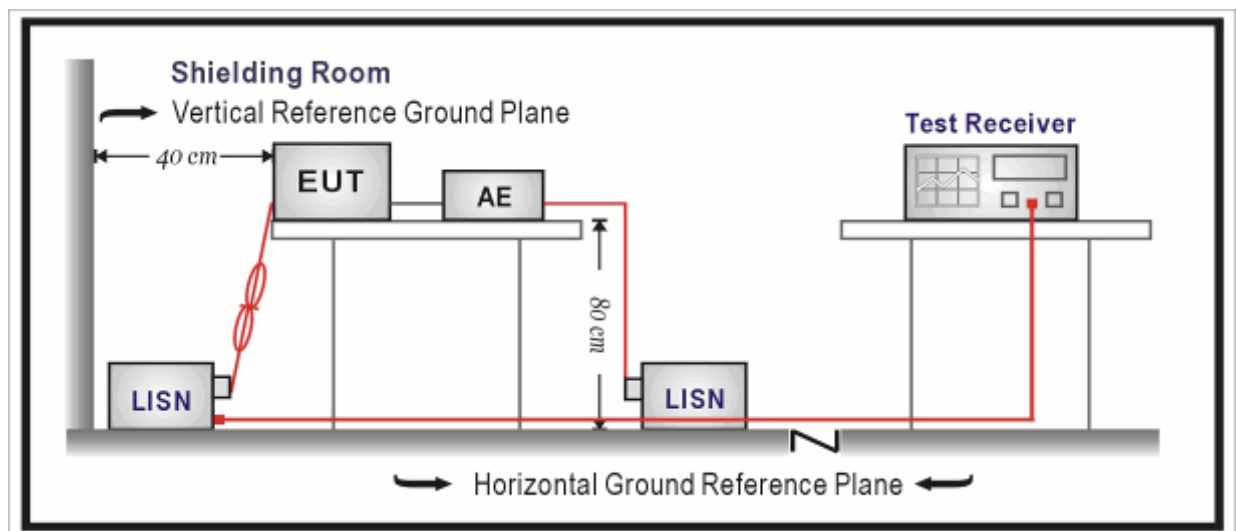 Shielding Room
Vertical Reference Ground Plane
Test Receiver
40 cm
EUT
AE
80 cm
LISN
LISN
Horizontal Ground Reference Plane